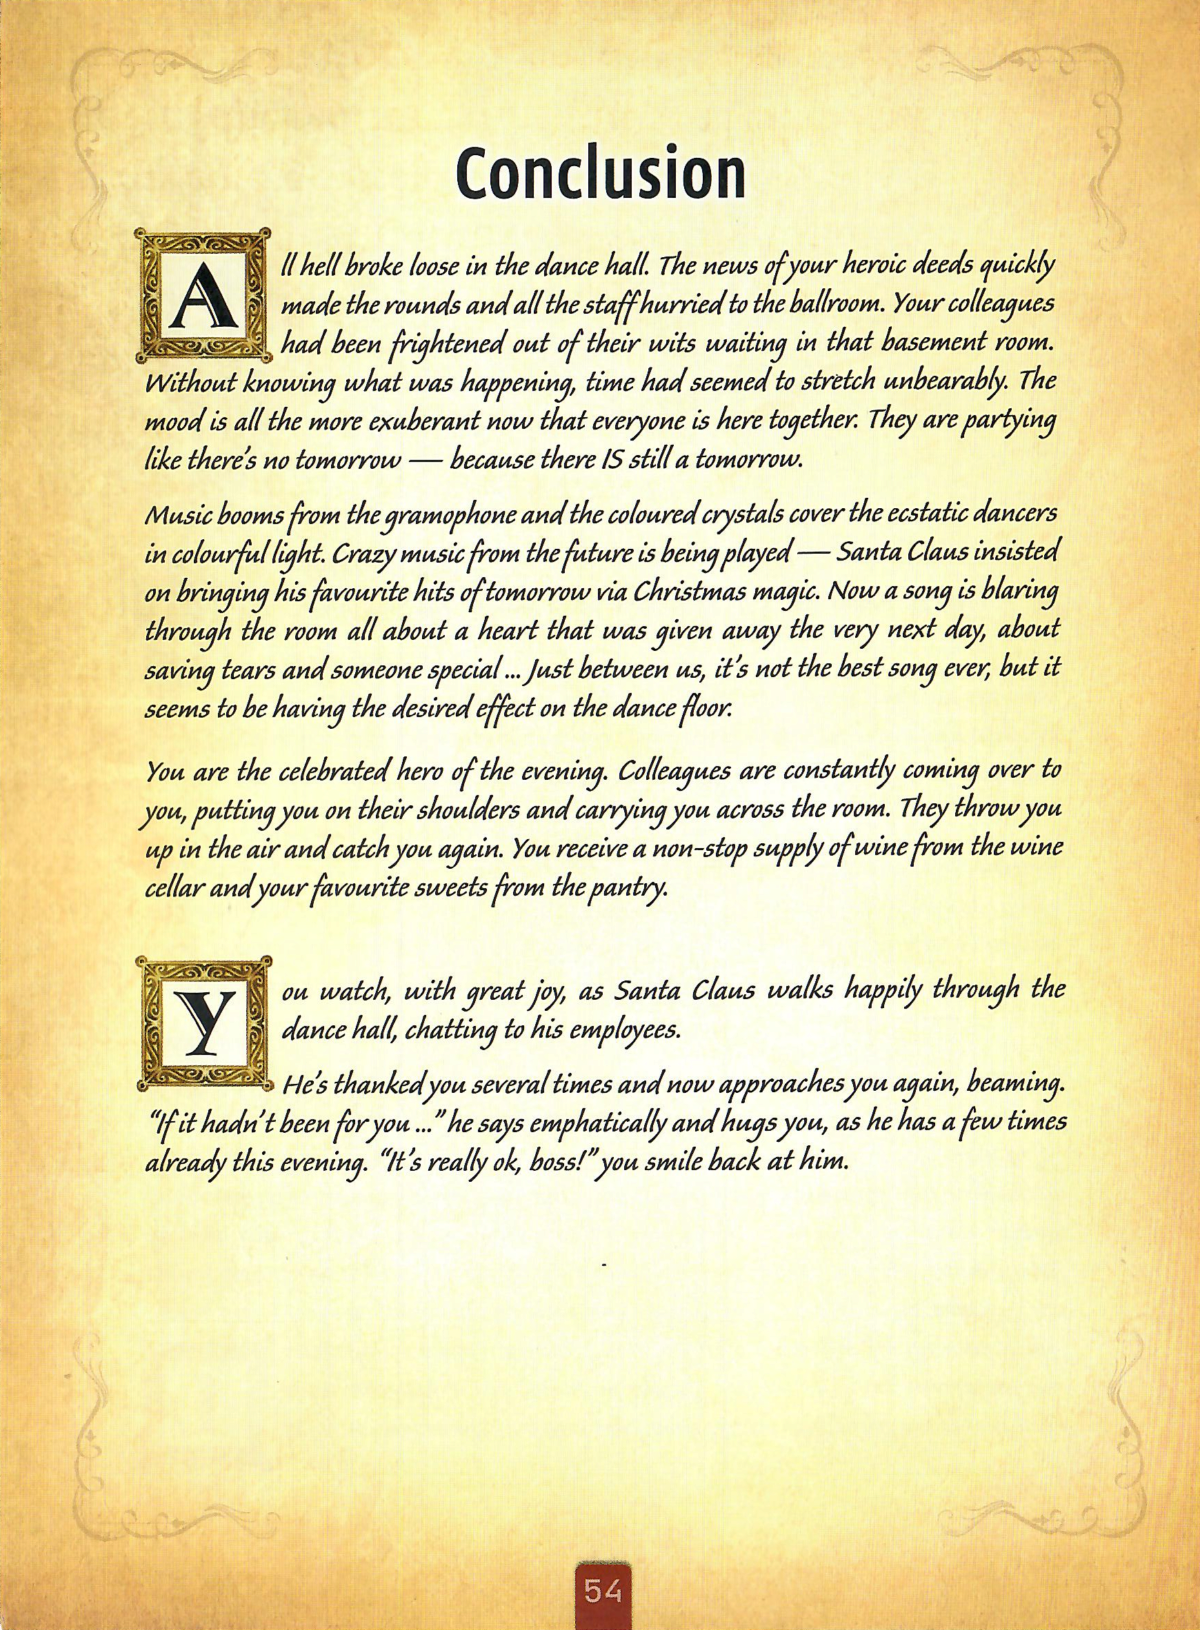 Conclusion
All hell broke loose in the dance hall. The news of your heroic deeds quickly
made the rounds and all the staff hurried to the ballroom. Your colleagues
had been frightened out of their wits waiting in that basement room.
Without knowing what was happening, time had seemed to stretch unbearably. The
mood is all the more exuberant now that everyone is here together. They are partying
like there's no tomorrow — because there IS still a tomorrow.
Music booms from the gramophone and the coloured crystals cover the ecstatic dancers
in colourful light. Crazy music from the future is being played — Santa Claus insisted
on bringing his favourite hits of tomorrow via Christmas magic. Now a song is blaring
through the room all about a heart that was given away the very next day, about
saving tears and someone special ... Just between us, it's not the best song ever, but it
seems to be having the desired effect on the dance floor.
You are the celebrated hero of the evening. Colleagues are constantly coming over to
you, putting you on their shoulders and carrying you across the room. They throw you
up in the air and catch you again. You receive a non-stop supply of wine from the wine
cellar and your favourite sweets from the pantry.
You watch, with great joy, as Santa Claus walks happily through the
dance hall, chatting to his employees.
He's thanked you several times and now approaches you again, beaming.
“If it hadn't been for you ...” he says emphatically and hugs you, as he has a few times
already this evening. “It's really ok, boss!” you smile back at him.
54